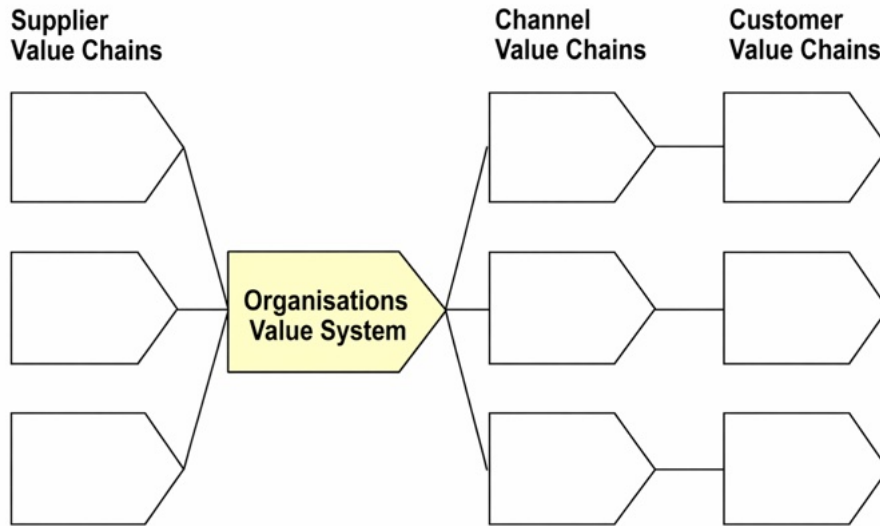 Supplier
Value Chains
Channel
Value Chains
Customer
Value Chains
Organisations
Value System